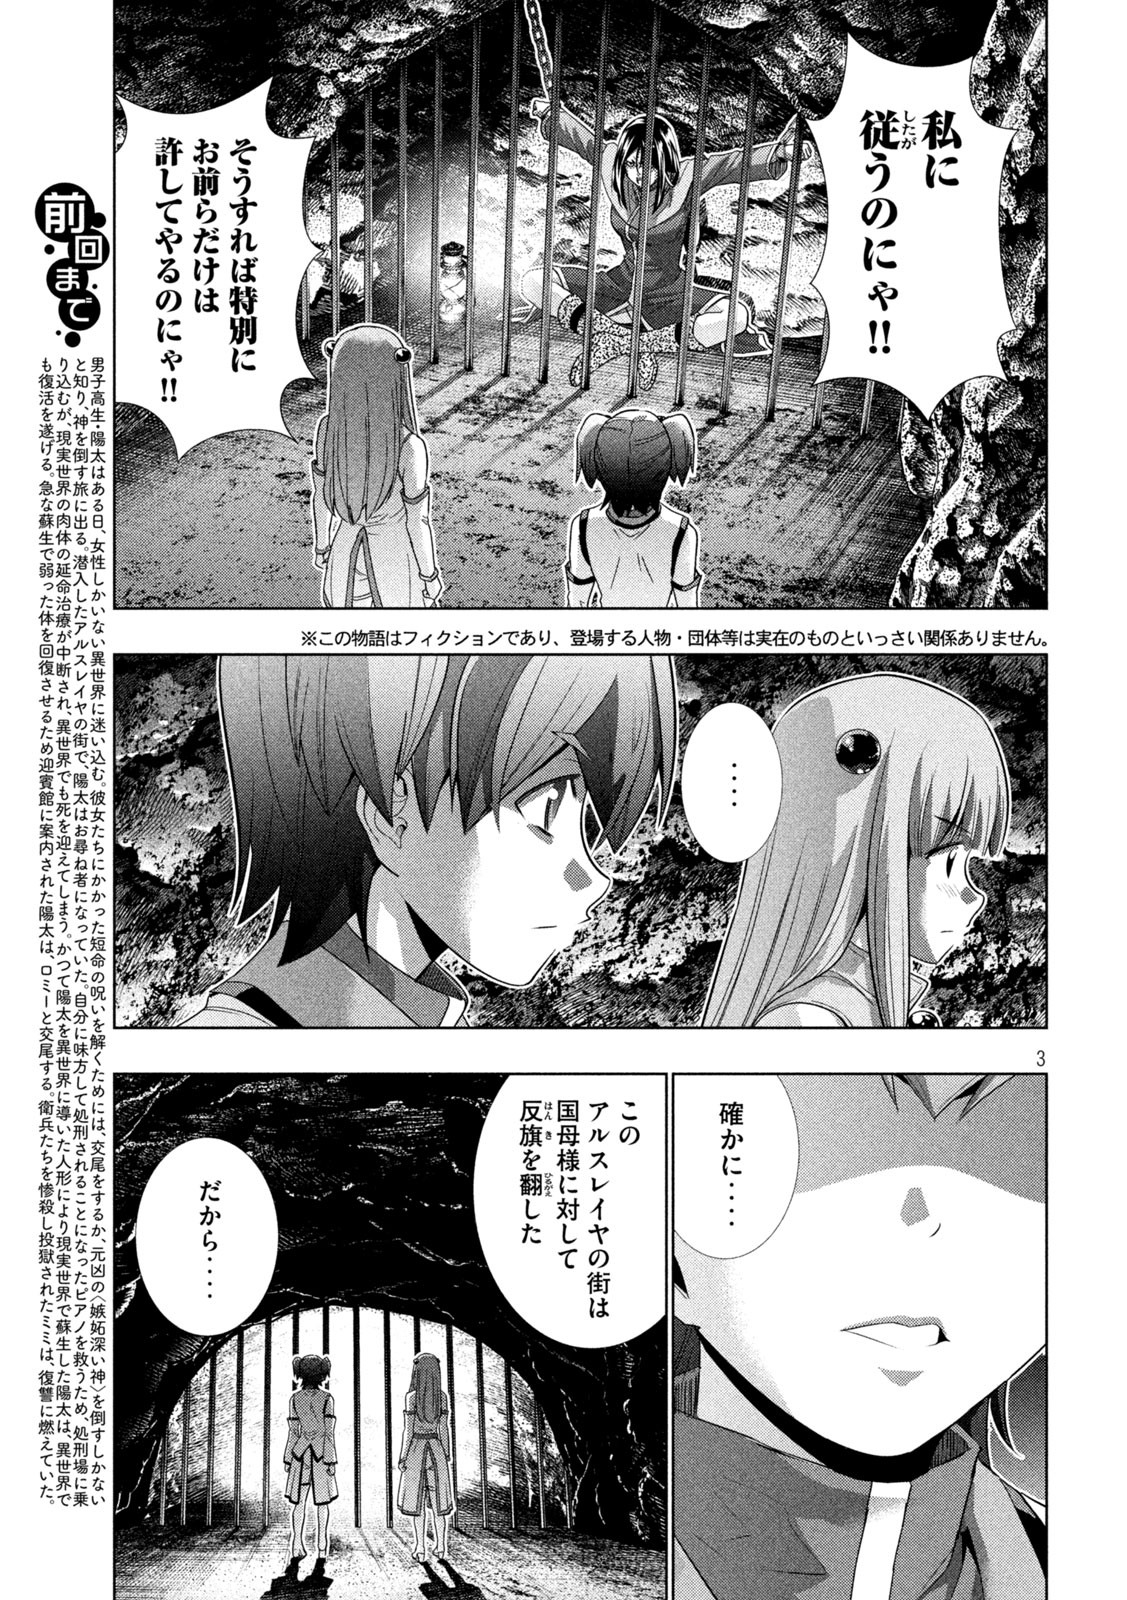 私に
従うのにゃ!!
したが
そうすれば特別に
お前らだけは
許してやるのにゃ!!
※この物語はフィクションであり、登場する人物・団体等は実在のものといっさい関係ありません。
‥‥
3
確かに‥‥
この
アルスレイヤの街は
国母様に対して
反旗を翻した
はんき
ひるがえ
だから‥‥
前回まで
男子高生・陽太はある日、女性しかいない異世界に迷い込む。彼女たちにかかった短命の呪いを解くためには、交尾をするか、元凶の〈嫉妬深い神〉を倒すしかない
と知り、神を倒す旅に出る。潜入したアルスレイヤの街で、陽太はお尋ね者になっていた。自分に味方して処刑されることになったピアノを救うため、処刑場に乗
り込むが、現実世界の肉体の延命治療が中断され、異世界でも死を迎えてしまう。かつて陽太を異世界に導いた人形により現実世界で蘇生した陽太は、異世界で
も復活を遂げる。急な蘇生で弱った体を回復させるため迎賓館に案内された陽太は、ロミーと交尾する。衛兵たちを惨殺し投獄されたミミは、復讐に燃えていた。